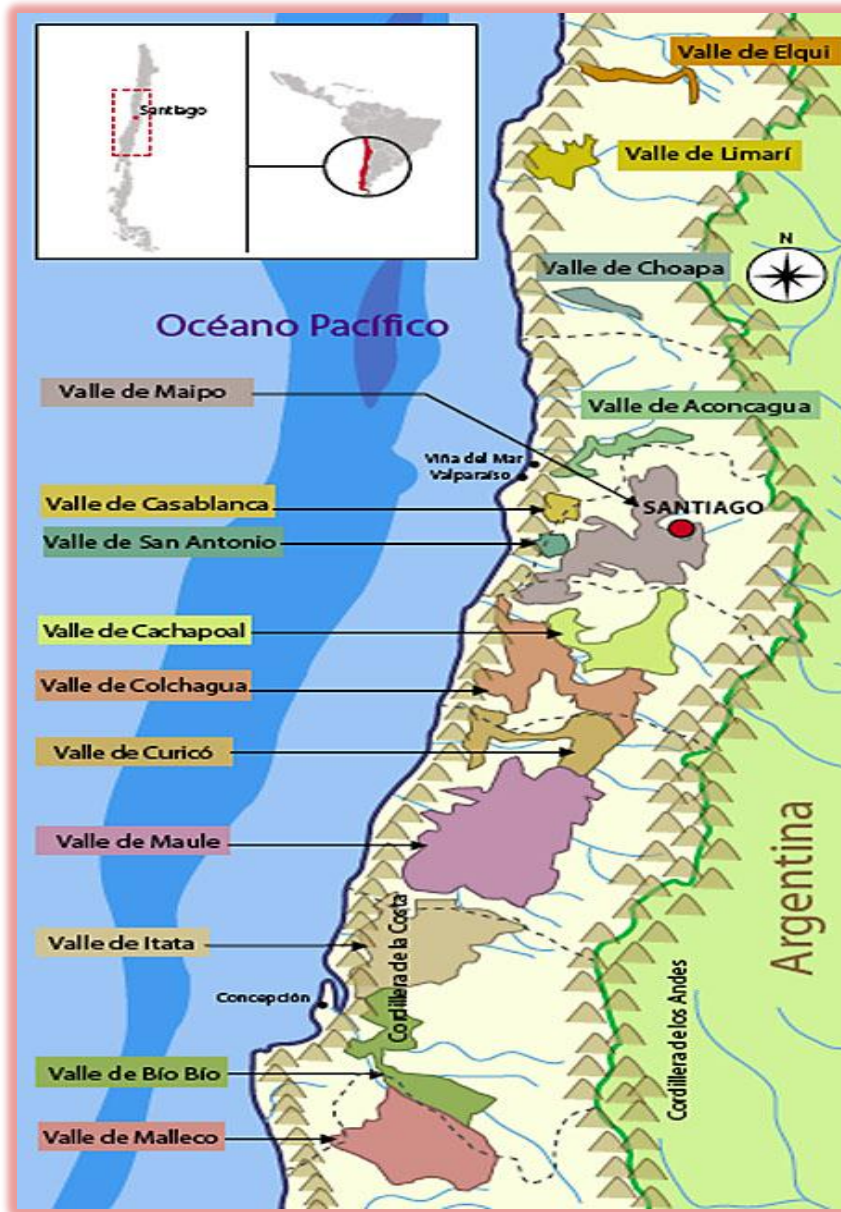 Santiago
Valle de Elqui
Valle de Limarí
Valle de Choapa
N
Océano Pacífico
Valle de Maipo
Valle de Aconcagua
Viña del Mar
Valparaíso
Valle de Casablanca
SANTIAGO
Valle de San Antonio
Valle de Cachapoal
Valle de Colchagua
Valle de Curicó
Valle de Maule
Argentina
Valle de Itata
Cordillera de la Costa
Concepción
Cordillera de los Andes
Valle de Bío Bío
Valle de Malleco